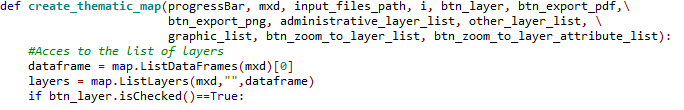 def create_thematic_map(progressBar, mxd, input_files_path, i, btn_layer, btn_export_pdf,\
btn_export_png, administrative_layer_list, other_layer_list, \
graphic_list, btn_zoom_to_layer_list, btn_zoom_to_layer_attribute_list):
#Acces to the list of layers
dataframe = map.ListDataFrames(mxd)[0]
layers = map.ListLayers(mxd,"",dataframe)
if btn_layer.isChecked()==True: